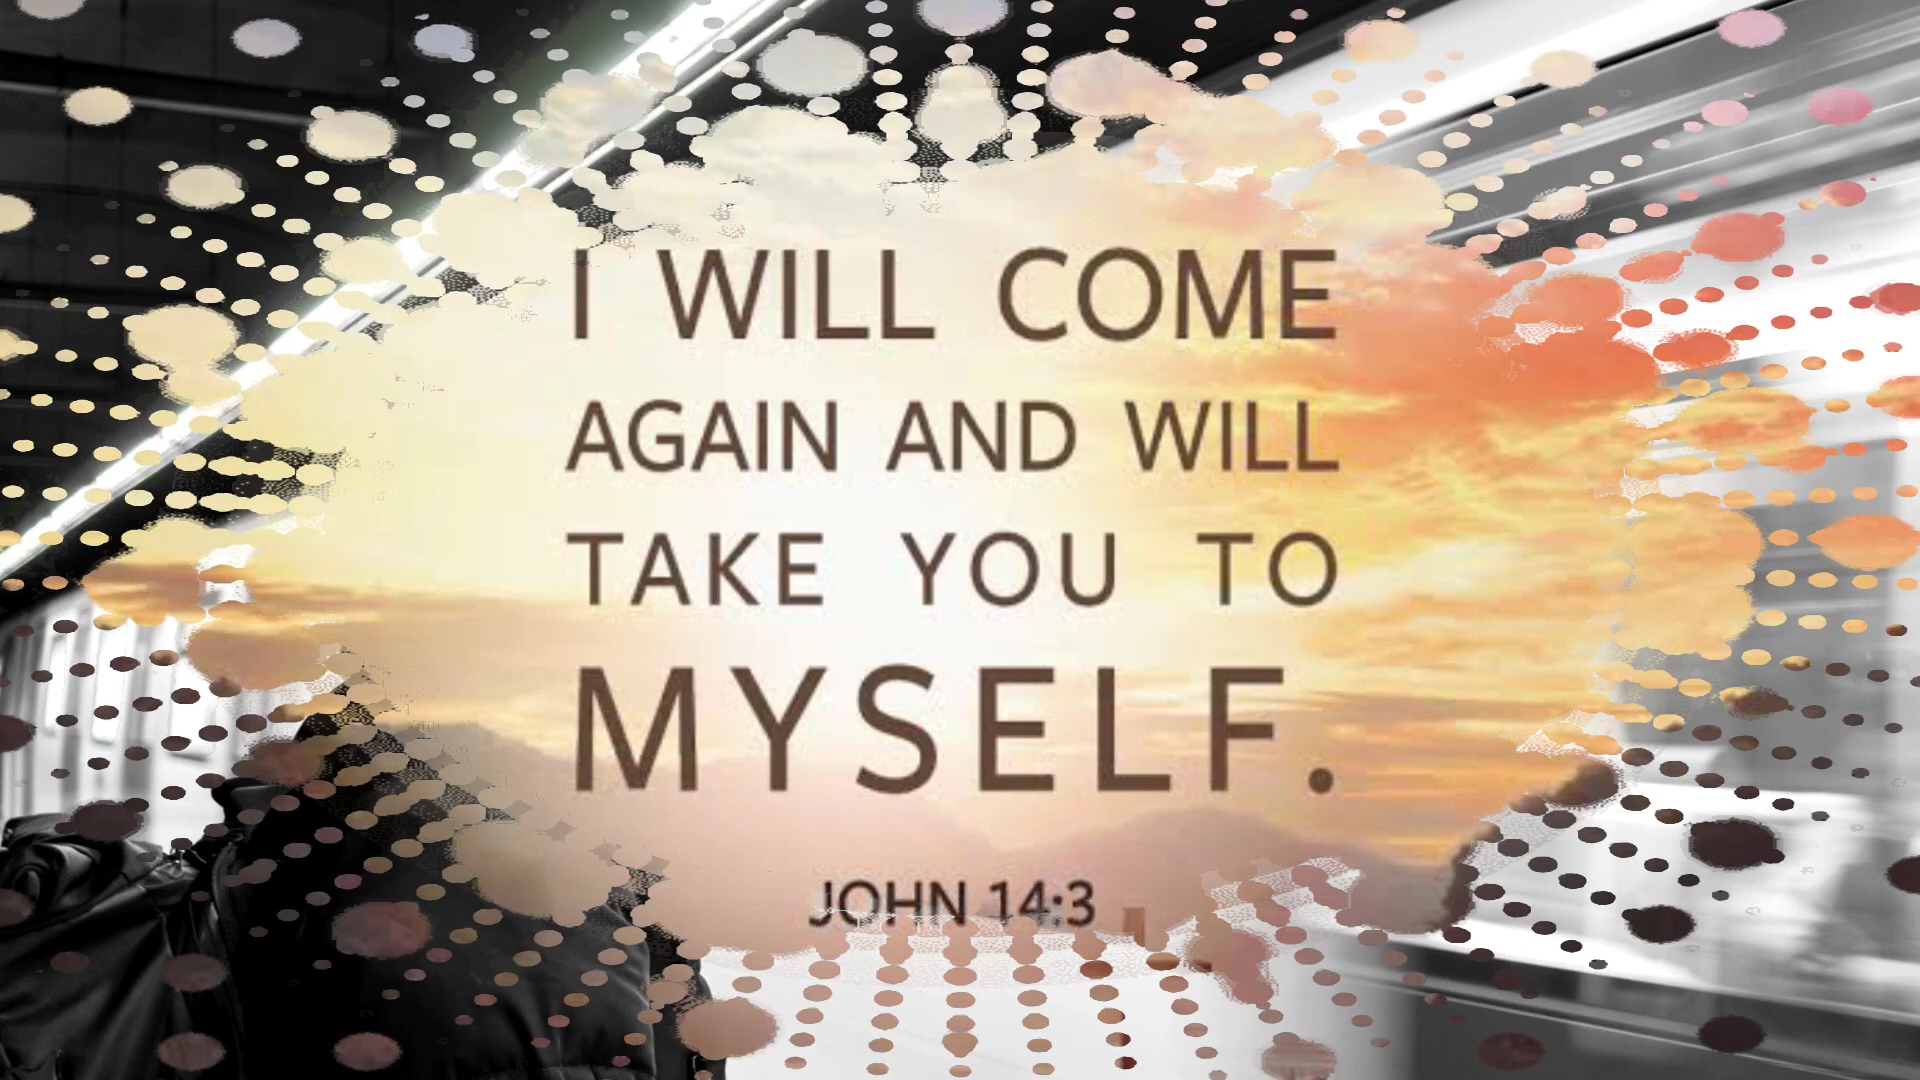 I WILL COME
AGAIN AND WILL
TAKE YOU TO
MYSELF.
JOHN 14:3